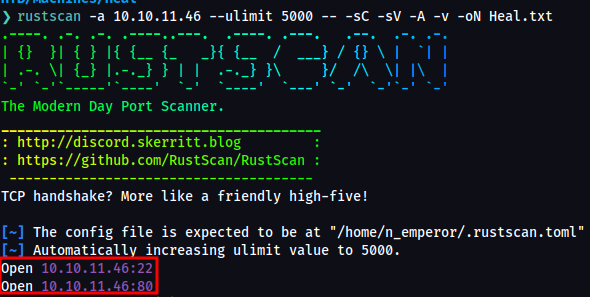 HTB/Machines/Heal
❯ rustscan -a 10.10.11.46 --ulimit 5000 -- -sC -sV -A -v -oN Heal.txt
RUSTSCAN
The Modern Day Port Scanner.
: http://discord.skerritt.blog :
: https://github.com/RustScan/RustScan :
TCP handshake? More like a friendly high-five!
[~] The config file is expected to be at "/home/n_emperor/.rustscan.toml"
[~] Automatically increasing ulimit value to 5000.
Open 10.10.11.46:22
Open 10.10.11.46:80